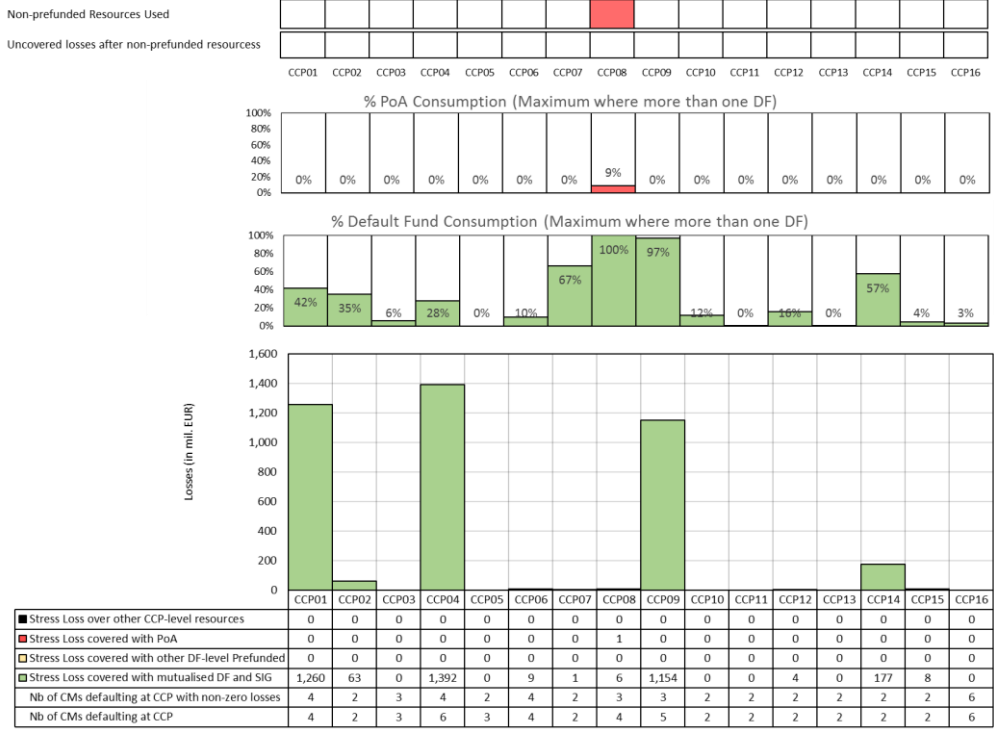 Non-prefunded Resources Used
Uncovered losses after non-prefunded resourcess
CCP01 CCP02 CCP03 CCP04 CCP05 CCP06 CCP07 CCP08 CCP09 CCP10 CCP11 CCP12 CCP13 CCP14 CCP15 CCP16
% PoA Consumption (Maximum where more than one DF)
100%
80%
60%
40%
20%
0%
0% 0% 0% 0% 0% 0% 0% 9% 0% 0% 0% 0% 0% 0% 0% 0%
% Default Fund Consumption (Maximum where more than one DF)
100%
80%
60%
40%
20%
0%
42% 35% 6% 28% 0% 10% 67% 100% 97% 12% 0% 16% 0% 57% 4% 3%
Losses (in mil. EUR)
1,600
1,400
1,200
1,000
800
600
400
200
0
CCP01 CCP02 CCP03 CCP04 CCP05 CCP06 CCP07 CCP08 CCP09 CCP10 CCP11 CCP12 CCP13 CCP14 CCP15 CCP16
Stress Loss over other CCP-level resources 0 0 0 0 0 0 0 0 0 0 0 0 0 0 0 0
Stress Loss covered with PoA 0 0 0 0 0 0 0 1 0 0 0 0 0 0 0 0
Stress Loss covered with other DF-level Prefunded 0 0 0 0 0 0 0 0 0 0 0 0 0 0 0 0
Stress Loss covered with mutualised DF and SIG 1,260 63 0 1,392 0 9 1 6 1,154 0 0 4 0 177 8 0
Nb of CMs defaulting at CCP with non-zero losses 4 2 3 4 2 4 2 3 3 2 2 2 2 2 2 6
Nb of CMs defaulting at CCP 4 2 3 6 3 4 2 4 5 2 2 2 2 2 2 6